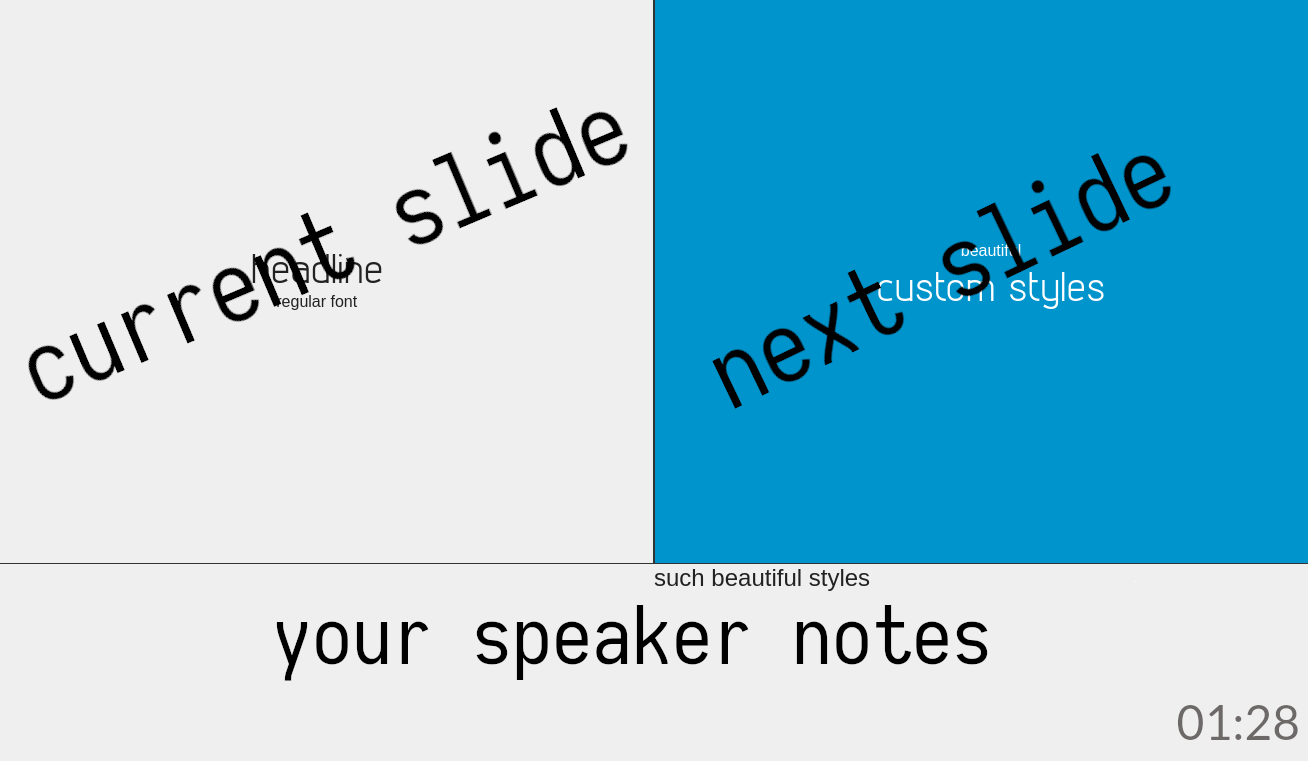 current slide
headline
regular font
next slide
beautiful
custom styles
such beautiful styles
your speaker notes
01:28